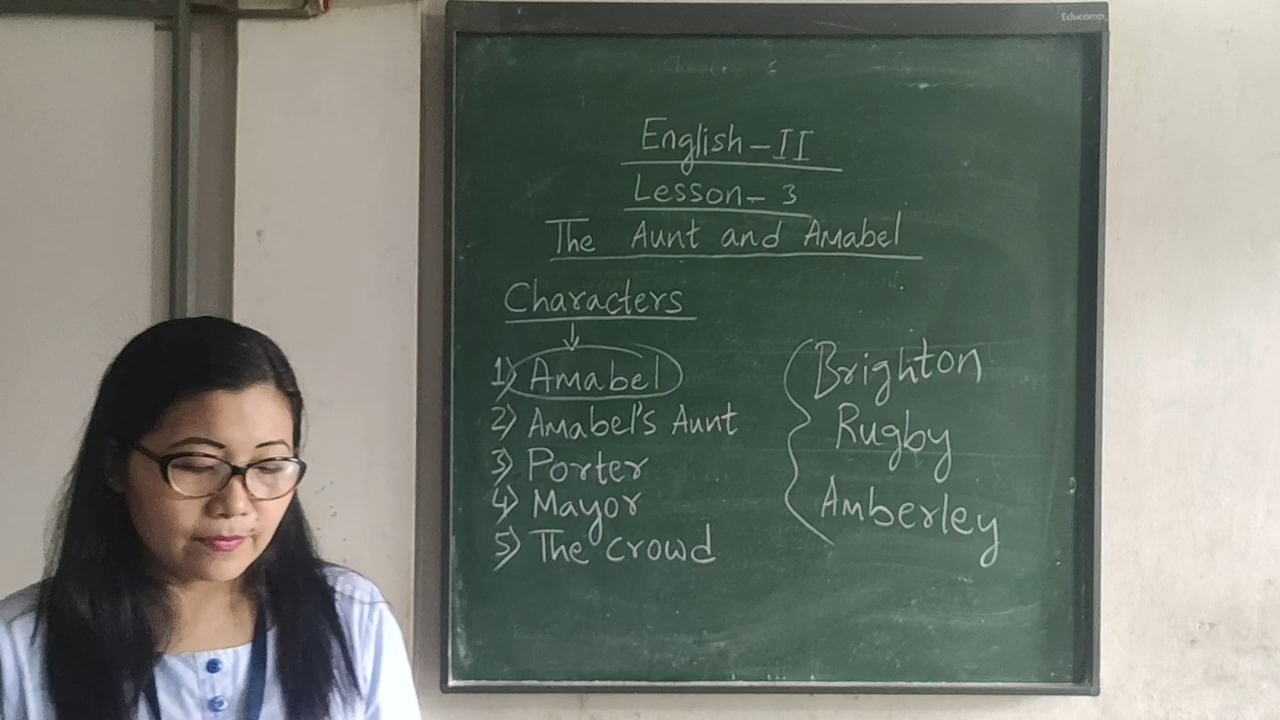 Educomp
English - II
Lesson - 3
The Aunt and Amabel
Characters
1) Amabel
2) Amabel's Aunt
3) Porter
4) Mayor
5) The crowd
Brighton
Rugby
Amberley